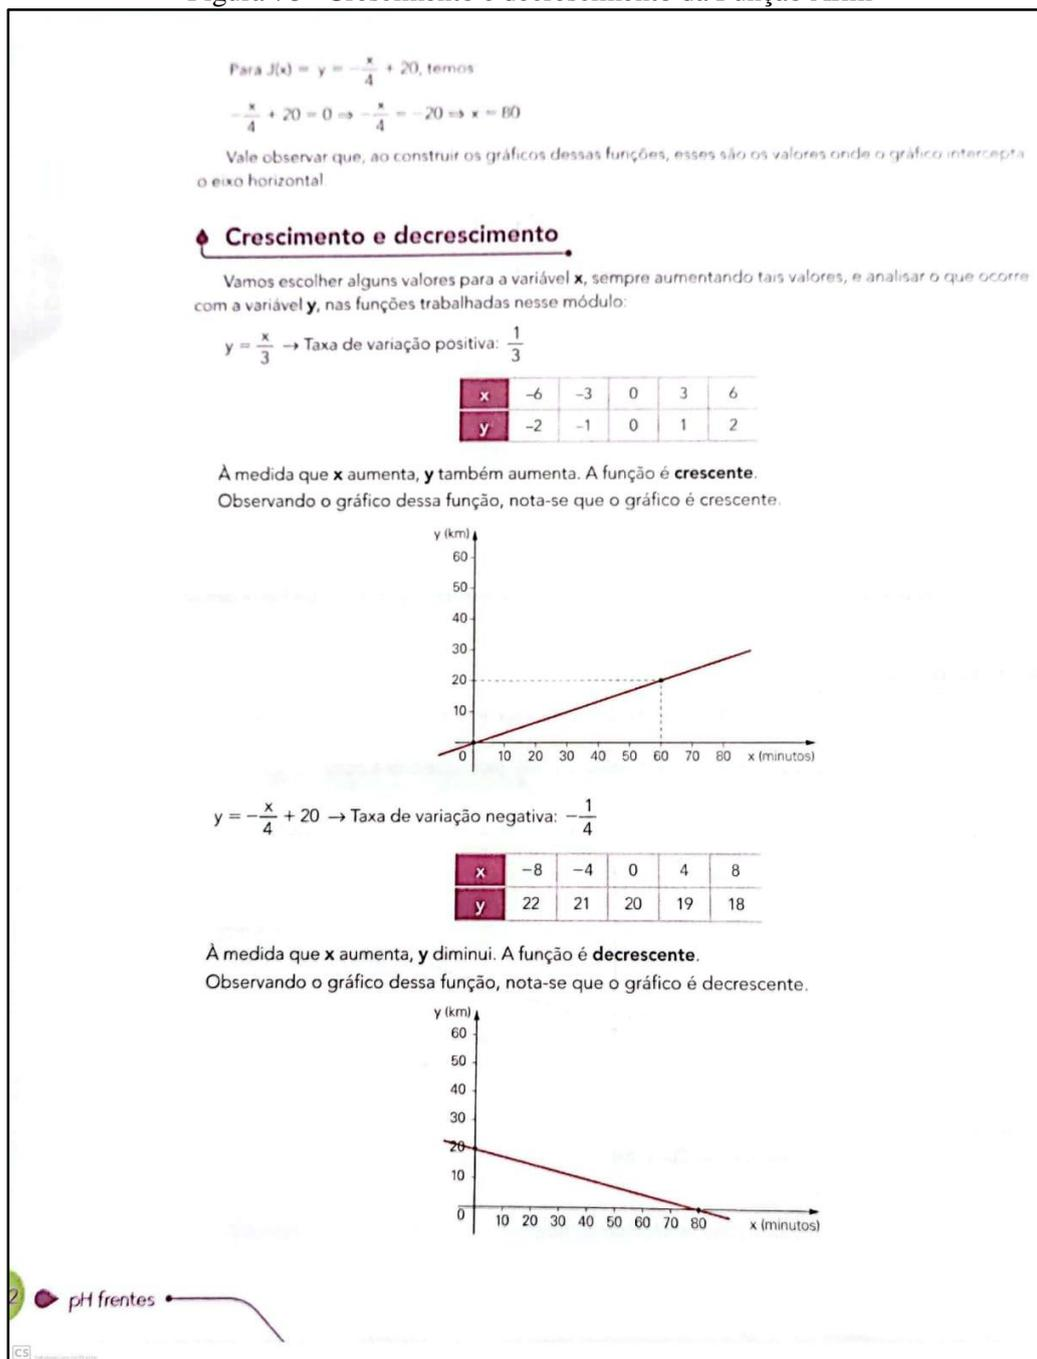 Para J(x) = y = -x/4 + 20, temos
-x/4 + 20 = 0 ⇒ -x/4 = -20 ⇒ x = 80
Vale observar que, ao construir os gráficos dessas funções, esses são os valores onde o gráfico intercepta
o eixo horizontal.
Crescimento e decrescimento
Vamos escolher alguns valores para a variável x, sempre aumentando tais valores, e analisar o que ocorre
com a variável y, nas funções trabalhadas nesse módulo:
y = x/3 → Taxa de variação positiva: 1/3
x -6 -3 0 3 6
y -2 -1 0 1 2
À medida que x aumenta, y também aumenta. A função é crescente.
Observando o gráfico dessa função, nota-se que o gráfico é crescente.
y (km)
60
50
40
30
20
10
0 10 20 30 40 50 60 70 80 x (minutos)
y = -x/4 + 20 → Taxa de variação negativa: -1/4
x -8 -4 0 4 8
y 22 21 20 19 18
À medida que x aumenta, y diminui. A função é decrescente.
Observando o gráfico dessa função, nota-se que o gráfico é decrescente.
y (km)
60
50
40
30
20
10
0 10 20 30 40 50 60 70 80 x (minutos)
2 pH frentes
CS